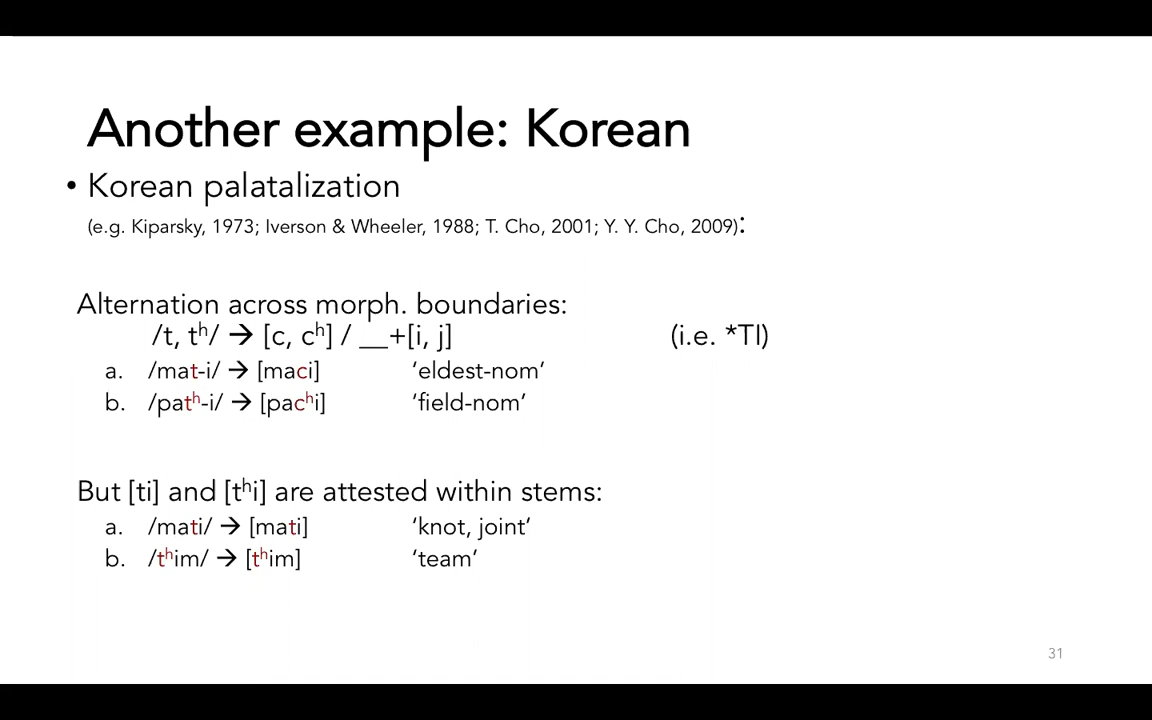 Another example: Korean
• Korean palatalization
(e.g. Kiparsky, 1973; Iverson & Wheeler, 1988; T. Cho, 2001; Y. Y. Cho, 2009):
Alternation across morph. boundaries:
/t, tʰ/ → [c, cʰ] / __+[i, j] (i.e. *TI)
a. /mat-i/ → [maci] ‘eldest-nom’
b. /patʰ-i/ → [pacʰi] ‘field-nom’
But [ti] and [tʰi] are attested within stems:
a. /mati/ → [mati] ‘knot, joint’
b. /tʰim/ → [tʰim] ‘team’
31